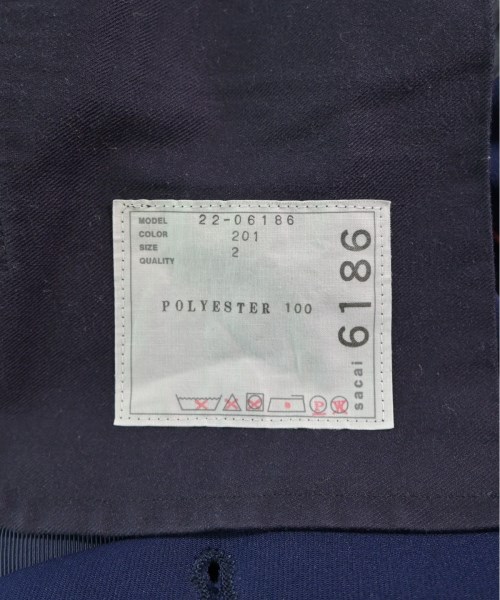 MODEL 22-06186
COLOR 201
SIZE 2
QUALITY
POLYESTER 100
P W
sacai 6186